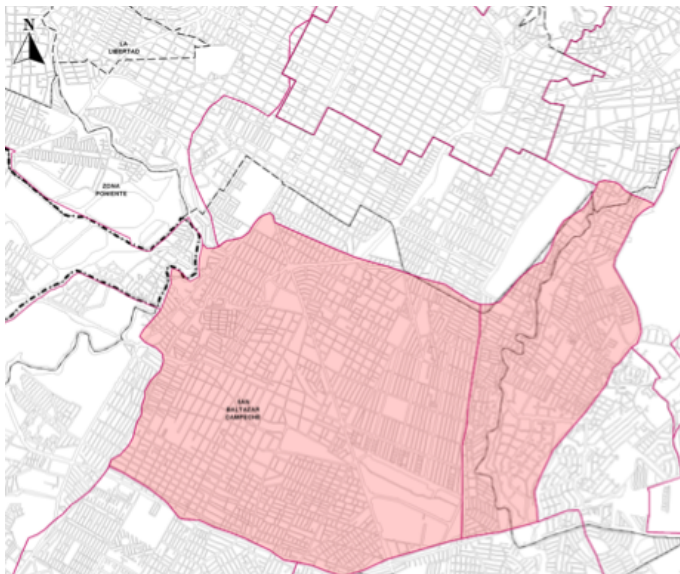 N
LA
LIBERTAD
ZONA
PONIENTE
SAN
BALTAZAR
CAMPECHE